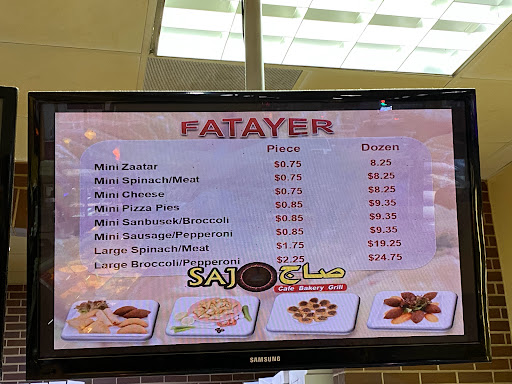 FATAYER
Piece Dozen
Mini Zaatar $0.75 8.25
Mini Spinach/Meat $0.75 $8.25
Mini Cheese $0.75 $8.25
Mini Pizza Pies $0.85 $9.35
Mini Sanbusek/Broccoli $0.85 $9.35
Mini Sausage/Pepperoni $0.85 $9.35
Large Spinach/Meat $1.75 $19.25
Large Broccoli/Pepperoni $2.25 $24.75
SAJ صاج
Cafe Bakery Grill
SAMSUNG